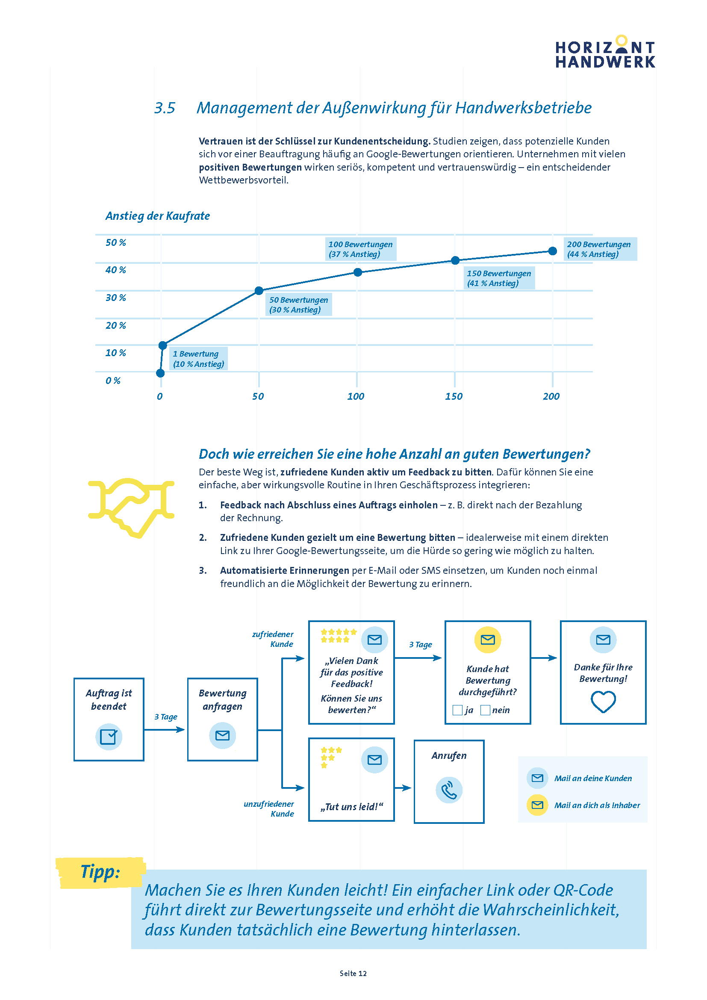 HORIZONT
HANDWERK
3.5 Management der Außenwirkung für Handwerksbetriebe
Vertrauen ist der Schlüssel zur Kundenentscheidung. Studien zeigen, dass potenzielle Kunden
sich vor einer Beauftragung häufig an Google-Bewertungen orientieren. Unternehmen mit vielen
positiven Bewertungen wirken seriös, kompetent und vertrauenswürdig – ein entscheidender
Wettbewerbsvorteil.
Anstieg der Kaufrate
50 %
40 %
30 %
20 %
10 %
0 %
100 Bewertungen
(37 % Anstieg)
200 Bewertungen
(44 % Anstieg)
150 Bewertungen
(41 % Anstieg)
50 Bewertungen
(30 % Anstieg)
1 Bewertung
(10 % Anstieg)
0 50 100 150 200
Doch wie erreichen Sie eine hohe Anzahl an guten Bewertungen?
Der beste Weg ist, zufriedene Kunden aktiv um Feedback zu bitten. Dafür können Sie eine
einfache, aber wirkungsvolle Routine in Ihren Geschäftsprozess integrieren:
1. Feedback nach Abschluss eines Auftrags einholen – z. B. direkt nach der Bezahlung
der Rechnung.
2. Zufriedene Kunden gezielt um eine Bewertung bitten – idealerweise mit einem direkten
Link zu Ihrer Google-Bewertungsseite, um die Hürde so gering wie möglich zu halten.
3. Automatisierte Erinnerungen per E-Mail oder SMS einsetzen, um Kunden noch einmal
freundlich an die Möglichkeit der Bewertung zu erinnern.
Auftrag ist
beendet
3 Tage
Bewertung
anfragen
zufriedener
Kunde
„Vielen Dank
für das positive
Feedback!
Können Sie uns
bewerten?“
3 Tage
Kunde hat
Bewertung
durchgeführt?
ja nein
Danke für Ihre
Bewertung!
unzufriedener
Kunde
„Tut uns leid!“
Anrufen
Mail an deine Kunden
Mail an dich als Inhaber
Tipp:
Machen Sie es Ihren Kunden leicht! Ein einfacher Link oder QR-Code
führt direkt zur Bewertungsseite und erhöht die Wahrscheinlichkeit,
dass Kunden tatsächlich eine Bewertung hinterlassen.
Seite 12